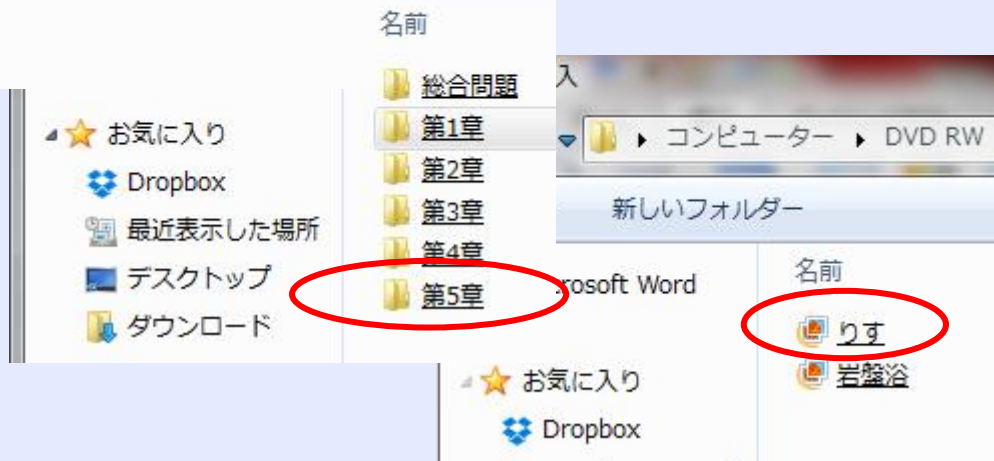 名前
総合問題
第1章
第2章
第3章
第4章
第5章
お気に入り
Dropbox
最近表示した場所
デスクトップ
ダウンロード
入
コンピューター DVD RW
新しいフォルダー
rosoft Word
名前
りす
岩盤浴
お気に入り
Dropbox